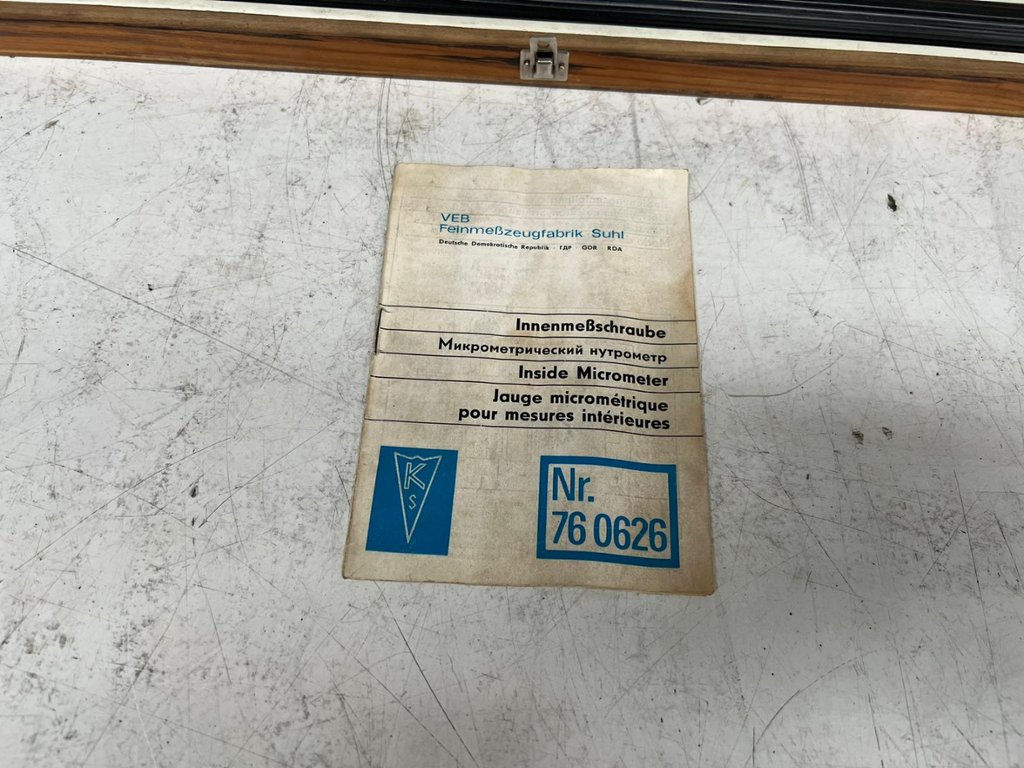 VEB
Feinmeßzeugfabrik Suhl
Deutsche Demokratische Republik · ГДР · GDR · RDA
Innenmeßschraube
Микрометрический нутрометр
Inside Micrometer
Jauge micrométrique
pour mesures intérieures
K
S
Nr.
76 0626